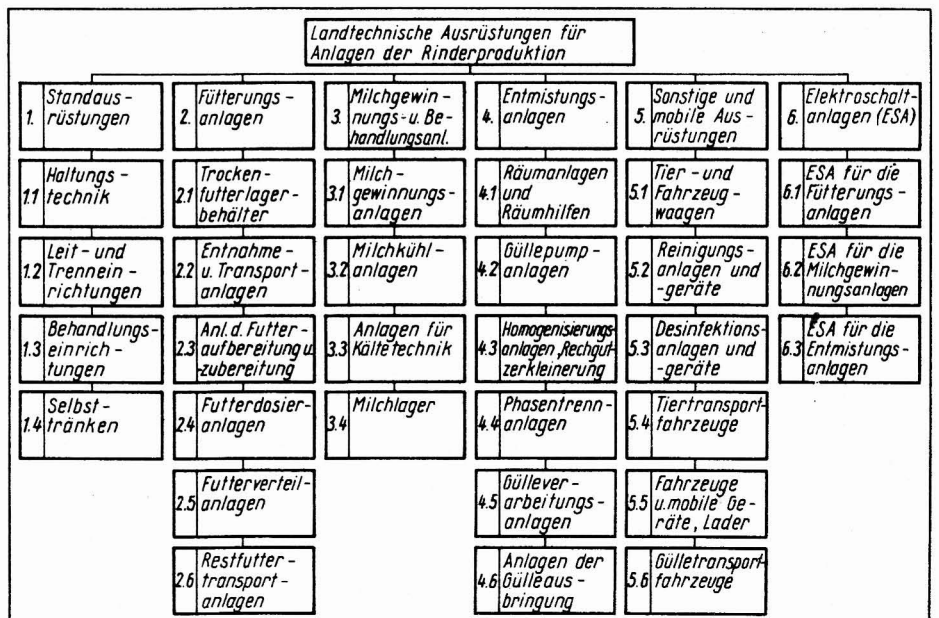 Landtechnische Ausrüstungen für
Anlagen der Rinderproduktion
1.
Standaus-
rüstungen
1.1
Haltungs-
technik
1.2
Leit- und
Trennein-
richtungen
1.3
Behandlungs-
einrich-
tungen
1.4
Selbst-
tränken
2.
Fütterungs-
anlagen
2.1
Trocken-
futterlager-
behälter
2.2
Entnahme-
u. Transport-
anlagen
2.3
Anl. d. Futter-
aufbereitung u.
-zubereitung
2.4
Futterdosier-
anlagen
2.5
Futterverteil-
anlagen
2.6
Restfutter-
transport-
anlagen
3.
Milchgewin-
nungs- u. Be-
handlungsanl.
3.1
Milch-
gewinnungs-
anlagen
3.2
Milchkühl-
anlagen
3.3
Anlagen für
Kältetechnik
3.4
Milchlager
4.
Entmistungs-
anlagen
4.1
Räumanlagen
und
Räumhilfen
4.2
Güllepump-
anlagen
4.3
Homogenisierungs-
anlagen, Rechgut-
zerkleinerung
4.4
Phasentrenn-
anlagen
4.5
Güllever-
arbeitungs-
anlagen
4.6
Anlagen der
Gülleaus-
bringung
5.
Sonstige und
mobile Aus-
rüstungen
5.1
Tier- und
Fahrzeug-
waagen
5.2
Reinigungs-
anlagen und
-geräte
5.3
Desinfektions-
anlagen und
-geräte
5.4
Tiertransport-
fahrzeuge
5.5
Fahrzeuge
u. mobile Ge-
räte, Lader
5.6
Gülletransport-
fahrzeuge
6.
Elektroschalt-
anlagen (ESA)
6.1
ESA für die
Fütterungs-
anlagen
6.2
ESA für die
Milchgewin-
nungsanlagen
6.3
ESA für die
Entmistungs-
anlagen